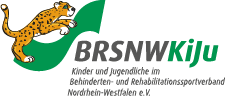 BRSNWKiJu
Kinder und Jugendliche im
Behinderten- und Rehabilitationssportverband
Nordrhein-Westfalen e.V.